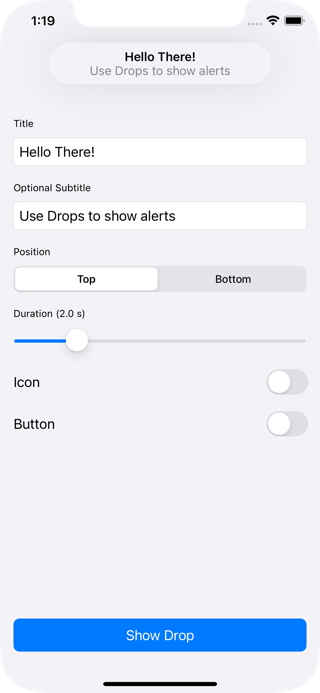 1:19
Hello There!
Use Drops to show alerts
Title
Hello There!
Optional Subtitle
Use Drops to show alerts
Position
Top Bottom
Duration (2.0 s)
Icon
Button
Show Drop